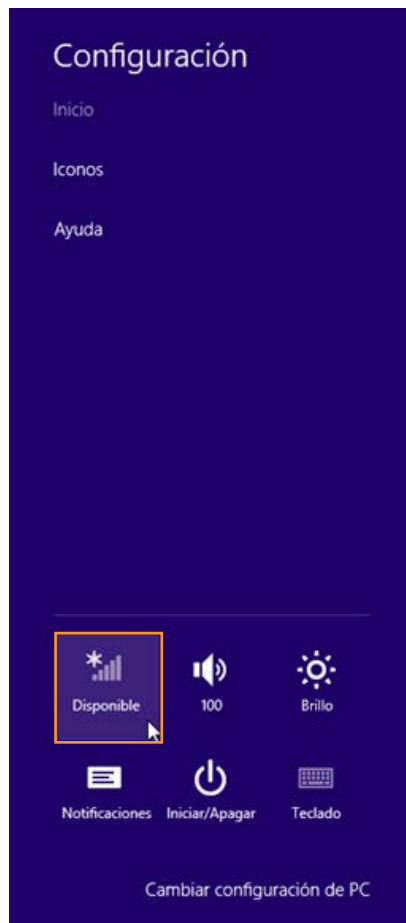 Configuración
Inicio
Iconos
Ayuda
Disponible
100
Brillo
Notificaciones
Iniciar/Apagar
Teclado
Cambiar configuración de PC